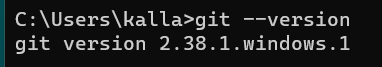 C:\Users\kalla>git --version
git version 2.38.1.windows.1